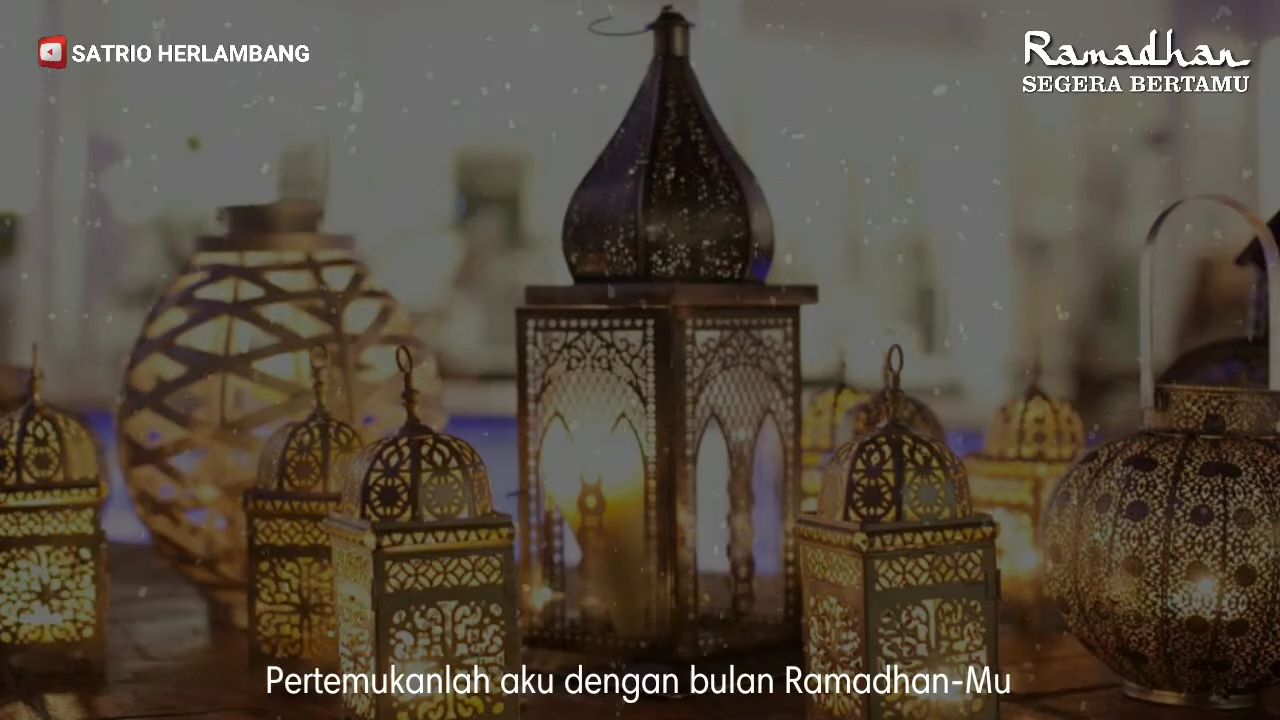 SATRIO HERLAMBANG
Ramadhan
SEGERA BERTAMU
Pertemukanlah aku dengan bulan Ramadhan-Mu